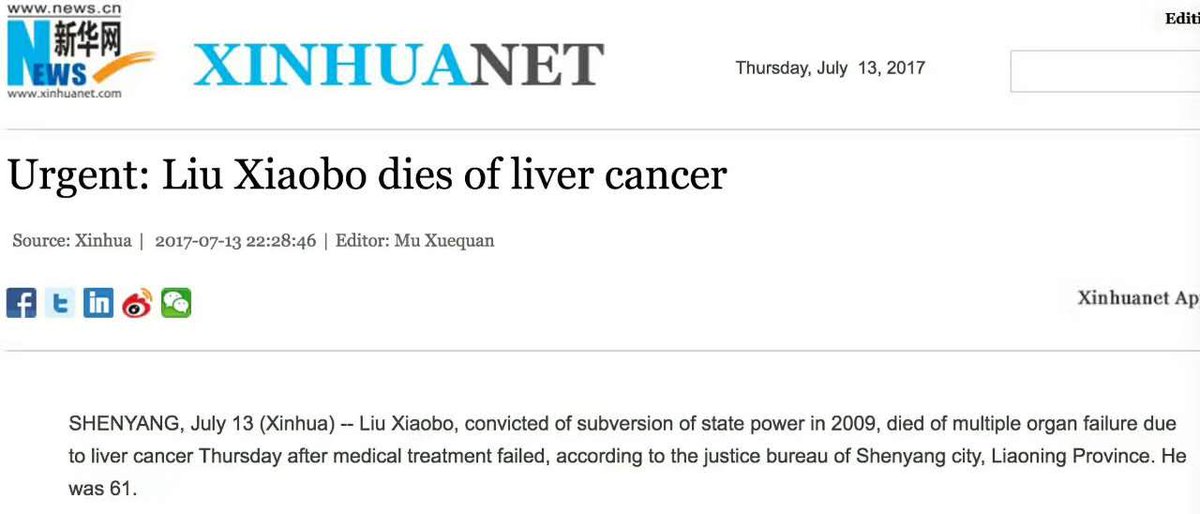 www.news.cn
新华网
NEWS
www.xinhuanet.com
XINHUANET
Thursday, July 13, 2017
Editi
Urgent: Liu Xiaobo dies of liver cancer
Source: Xinhua | 2017-07-13 22:28:46 | Editor: Mu Xuequan
f t in
Xinhuanet Ap
SHENYANG, July 13 (Xinhua) -- Liu Xiaobo, convicted of subversion of state power in 2009, died of multiple organ failure due
to liver cancer Thursday after medical treatment failed, according to the justice bureau of Shenyang city, Liaoning Province. He
was 61.